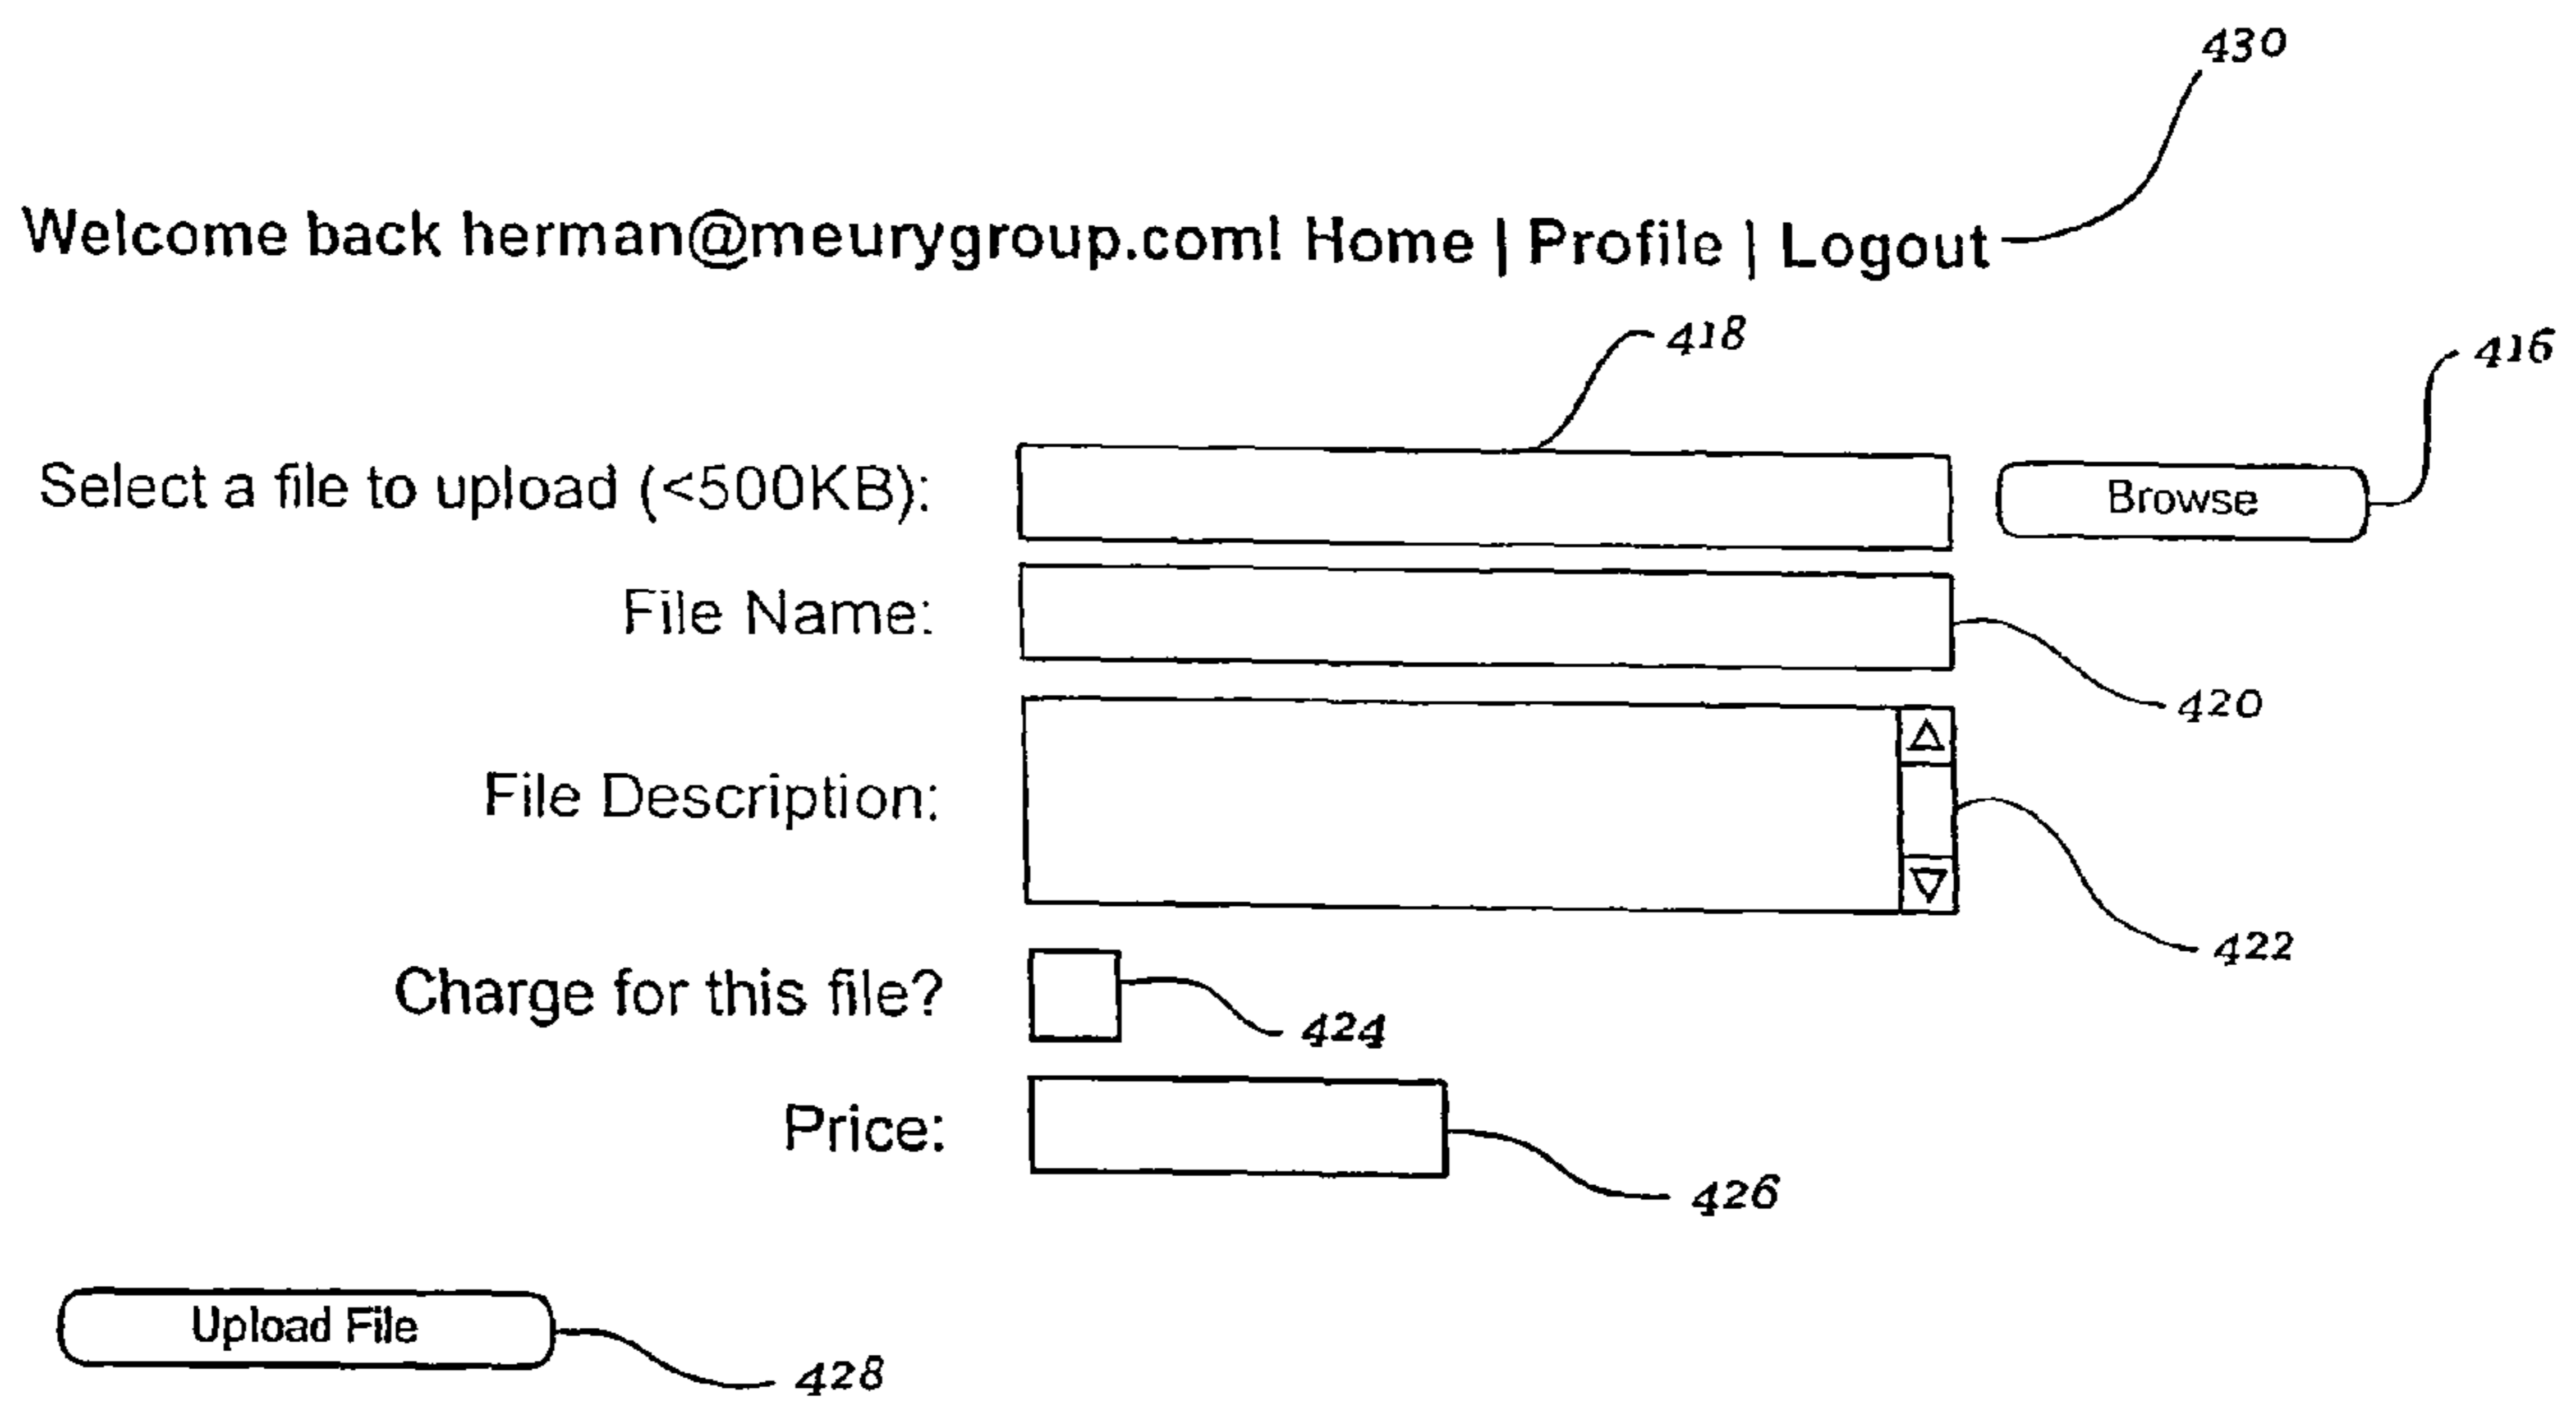 430
Welcome back herman@meurygroup.com! Home | Profile | Logout
418
416
Select a file to upload (<500KB): Browse
File Name:
420
File Description:
422
Charge for this file? 424
Price:
426
Upload File
428